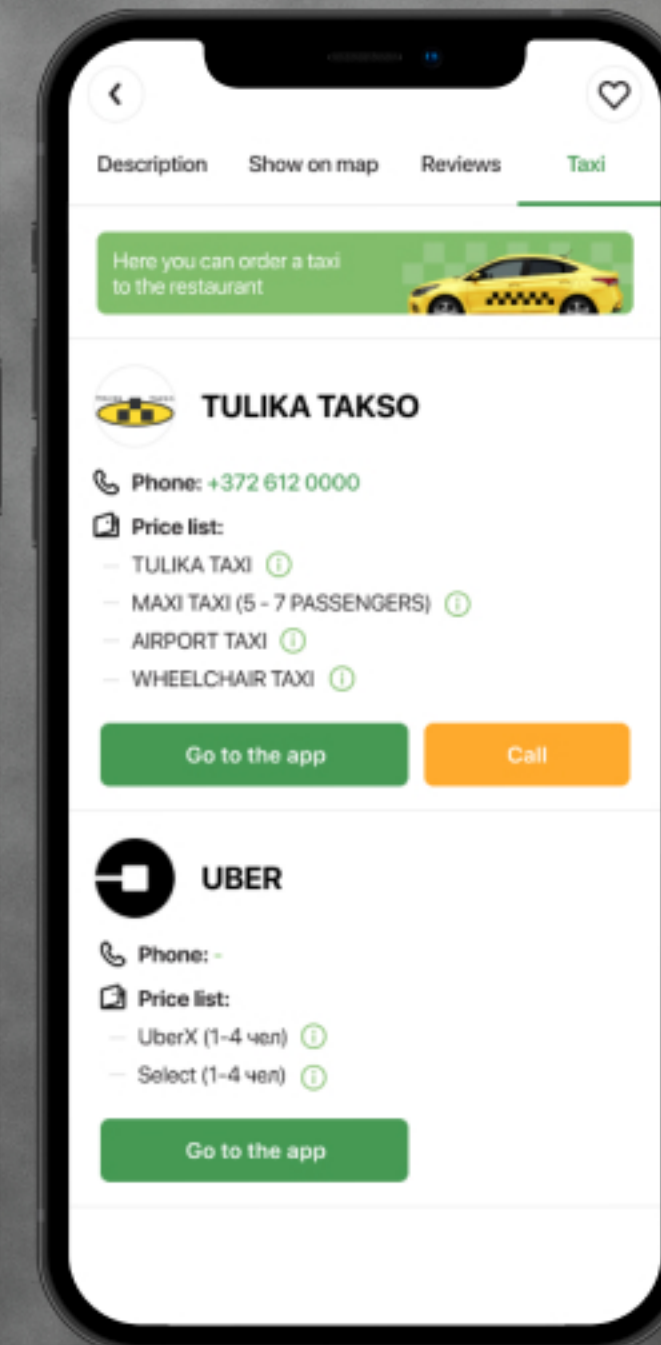 Description Show on map Reviews Taxi
Here you can order a taxi
to the restaurant
TULIKA TAKSO
Phone: +372 612 0000
Price list:
TULIKA TAXI
MAXI TAXI (5 - 7 PASSENGERS)
AIRPORT TAXI
WHEELCHAIR TAXI
Go to the app Call
UBER
Phone: -
Price list:
UberX (1-4 чел)
Select (1-4 чел)
Go to the app